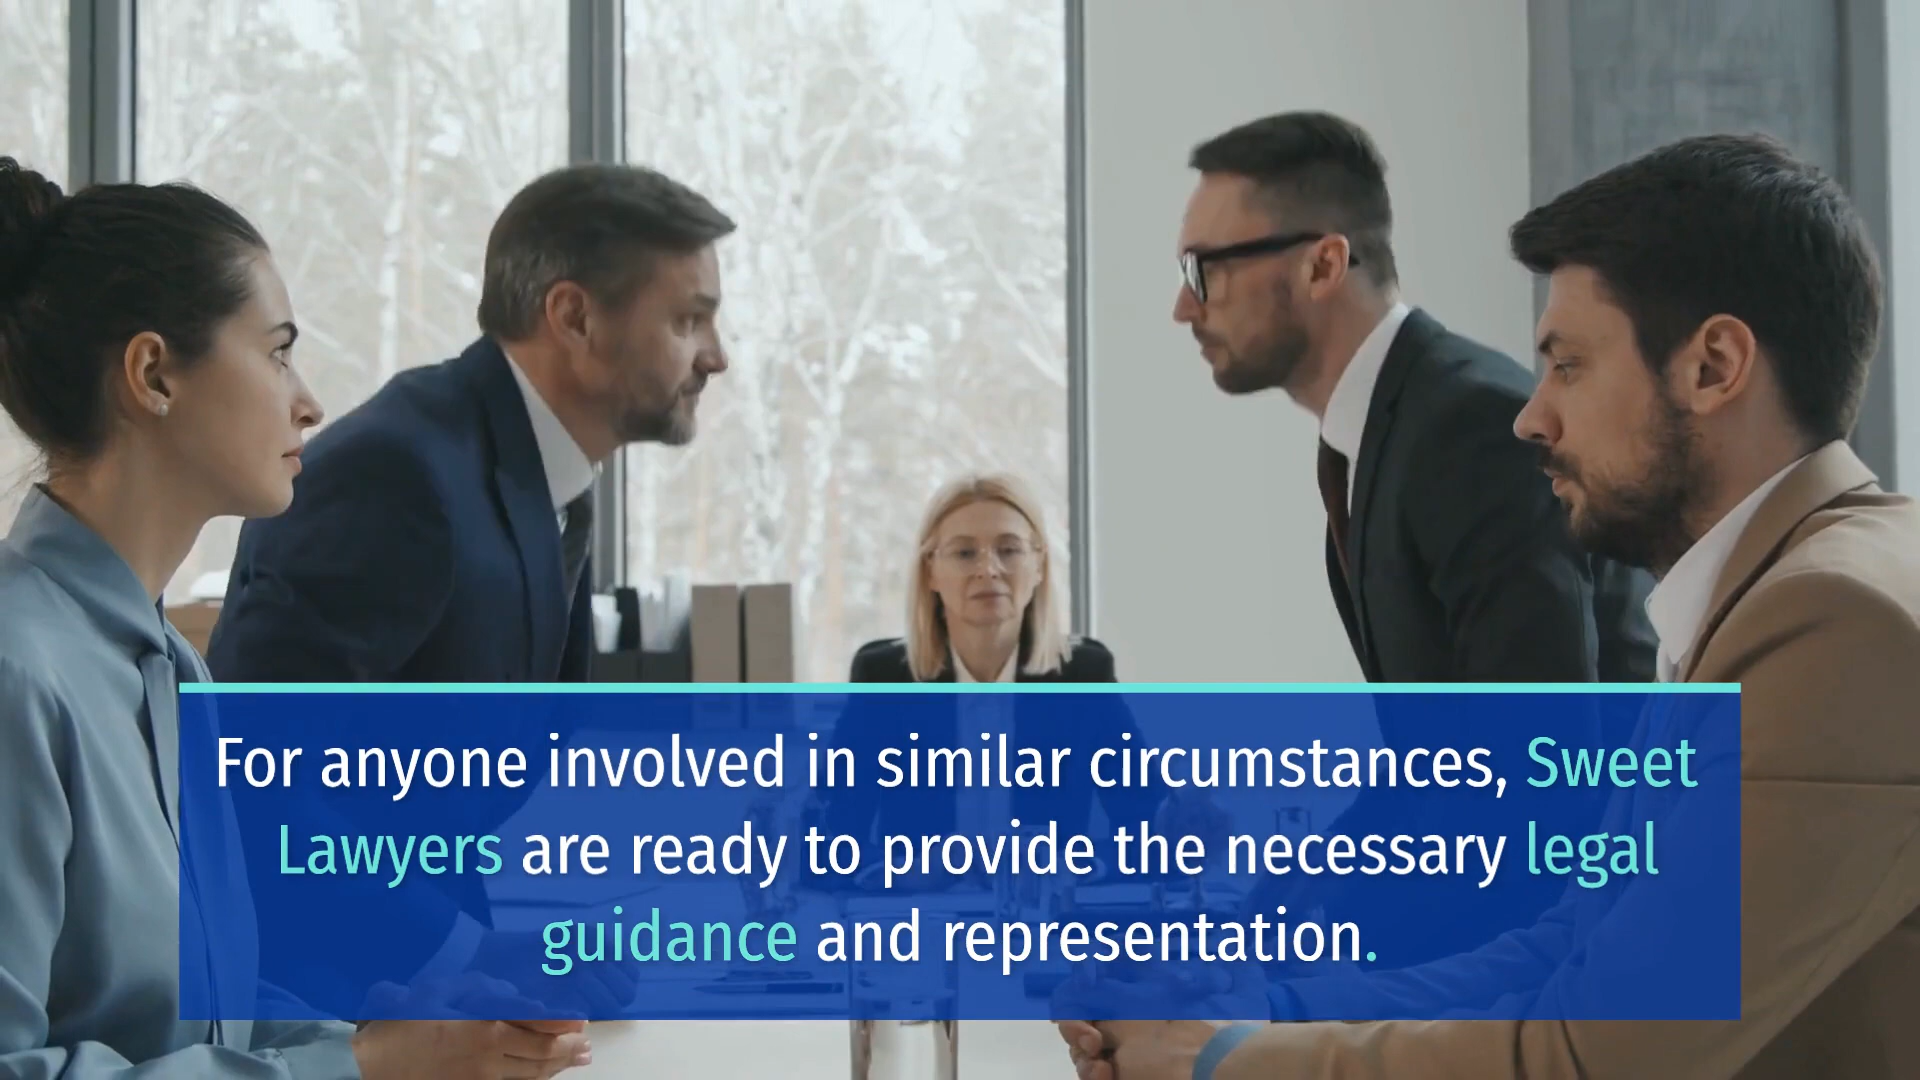 For anyone involved in similar circumstances, Sweet
Lawyers are ready to provide the necessary legal
guidance and representation.